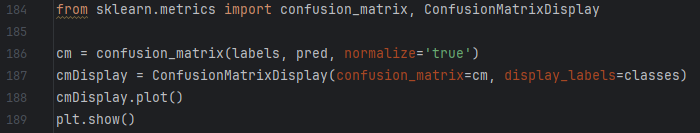 184 from sklearn.metrics import confusion_matrix, ConfusionMatrixDisplay
185
186 cm = confusion_matrix(labels, pred, normalize='true')
187 cmDisplay = ConfusionMatrixDisplay(confusion_matrix=cm, display_labels=classes)
188 cmDisplay.plot()
189 plt.show()